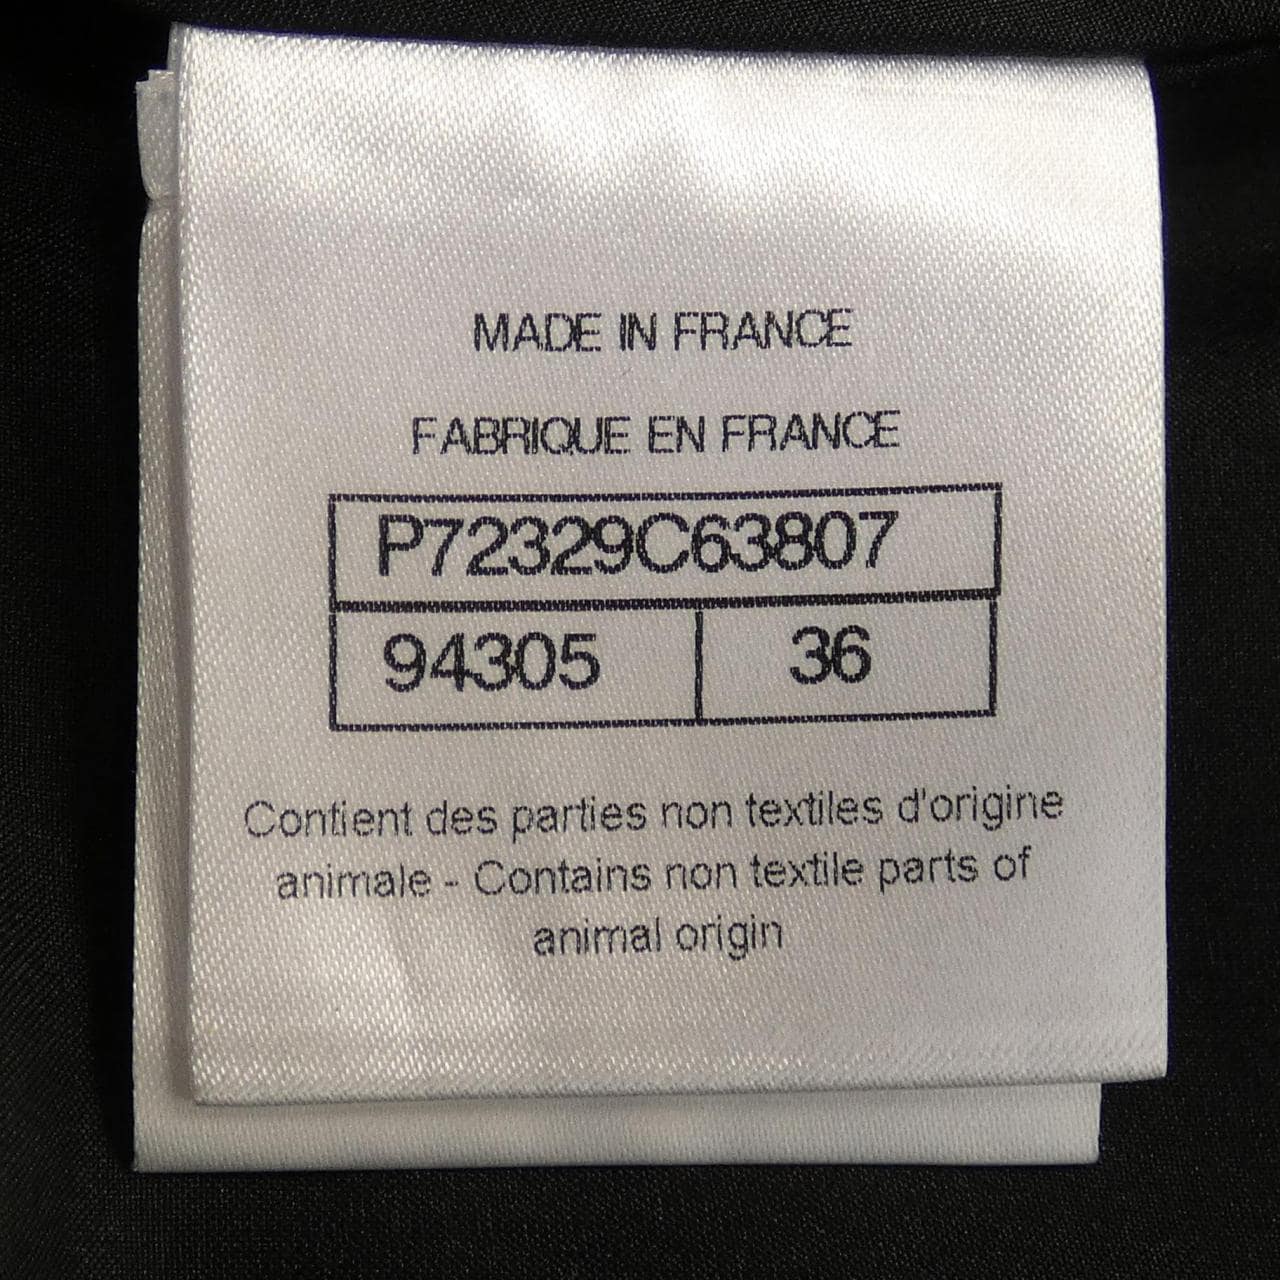 MADE IN FRANCE
FABRIQUE EN FRANCE
P72329C63807
94305 36
Contient des parties non textiles d'origine
animale - Contains non textile parts of
animal origin